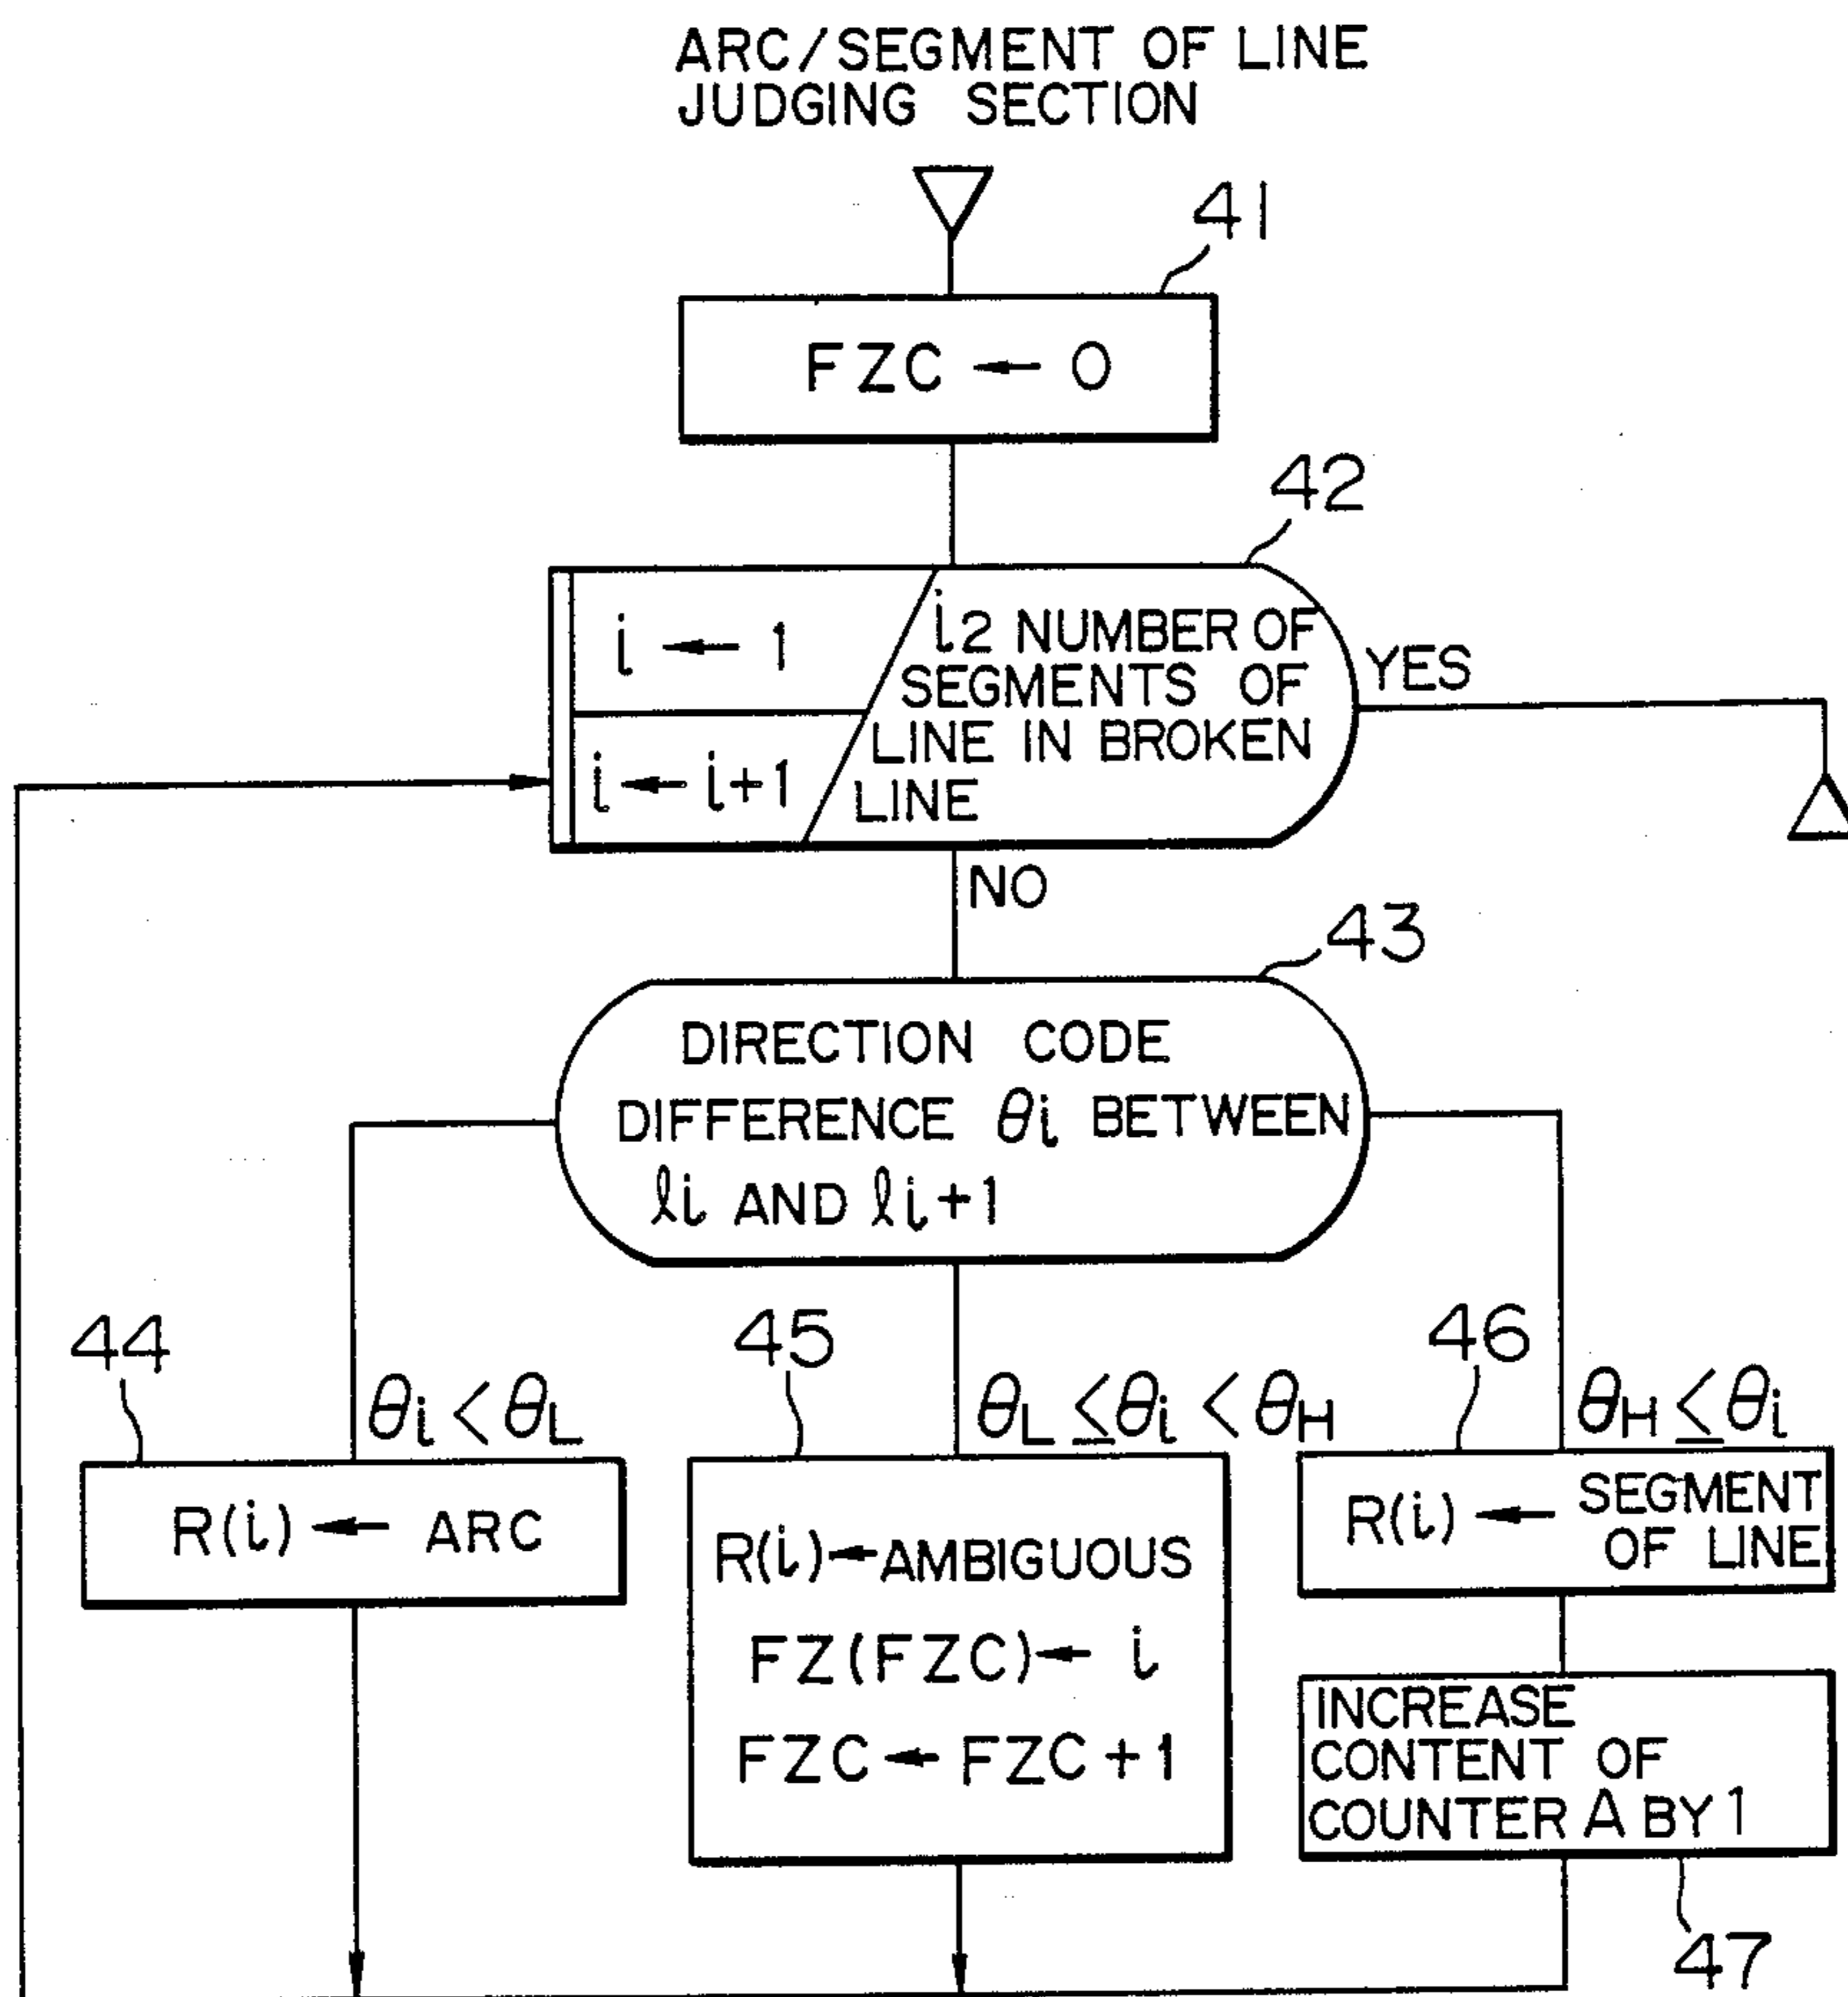 ARC/SEGMENT OF LINE
JUDGING SECTION
41
FZC ← 0
42
i ← 1
i ← i+1
i2 NUMBER OF
SEGMENTS OF
LINE IN BROKEN
LINE
YES
NO
43
DIRECTION CODE
DIFFERENCE θi BETWEEN
ℓi AND ℓi+1
44
θi < θL
R(i) ← ARC
45
θL ≤ θi < θH
R(i) ← AMBIGUOUS
FZ(FZC) ← i
FZC ← FZC + 1
46
θH ≤ θi
R(i) ← SEGMENT
OF LINE
INCREASE
CONTENT OF
COUNTER A BY 1
47